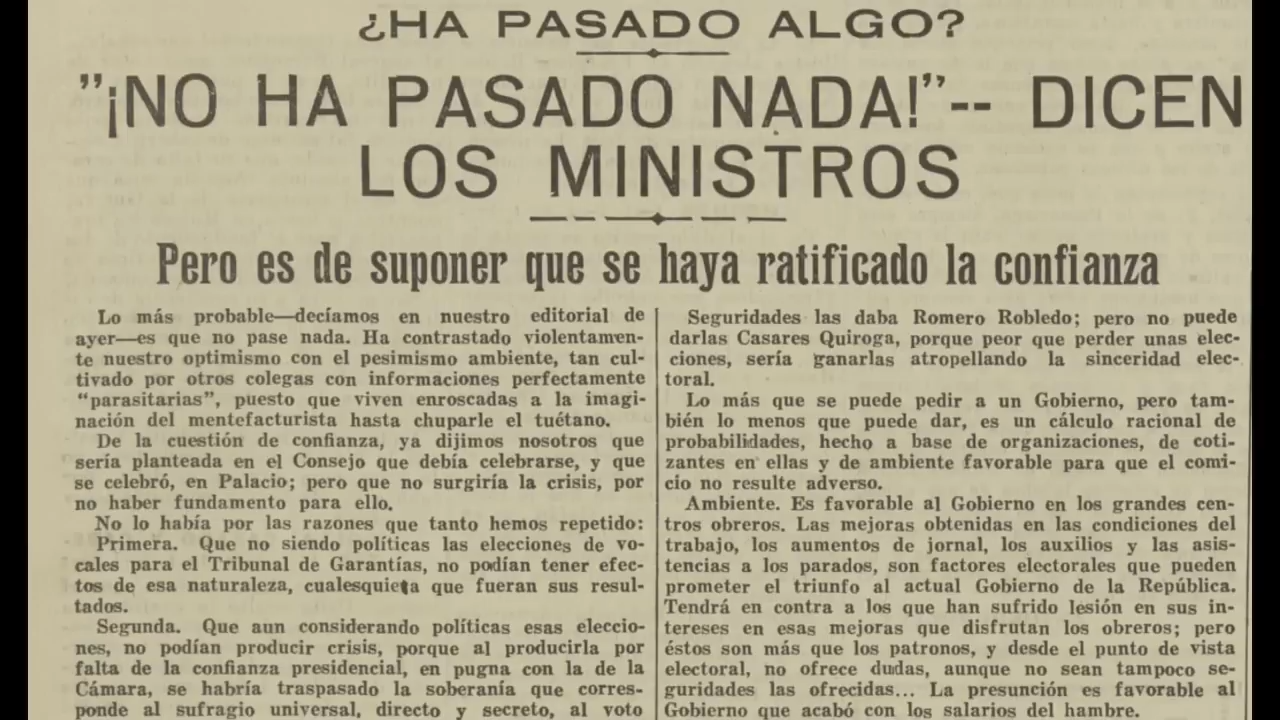 ¿HA PASADO ALGO?
"¡NO HA PASADO NADA!"-- DICEN
LOS MINISTROS
Pero es de suponer que se haya ratificado la confianza
Lo más probable—decíamos en nuestro editorial de
ayer—es que no pase nada. Ha contrastado violentamen-
te nuestro optimismo con el pesimismo ambiente, tan cul-
tivado por otros colegas con informaciones perfectamente
"parasitarias", puesto que viven enroscadas a la imagi-
nación del mentefacturista hasta chuparle el tuétano.
De la cuestión de confianza, ya dijimos nosotros que
sería planteada en el Consejo que debía celebrarse, y que
se celebró, en Palacio; pero que no surgiría la crisis, por
no haber fundamento para ello.
No lo había por las razones que tanto hemos repetido:
Primera. Que no siendo políticas las elecciones de vo-
cales para el Tribunal de Garantías, no podían tener efec-
tos de esa naturaleza, cualesquieta que fueran sus resul-
tados.
Segunda. Que aun considerando políticas esas eleccio-
nes, no podían producir crisis, porque al producirla por
falta de la confianza presidencial, en pugna con la de la
Cámara, se habría traspasado la soberanía que corres-
ponde al sufragio universal, directo y secreto, al voto
Seguridades las daba Romero Robledo; pero no puede
darlas Casares Quiroga, porque peor que perder unas elec-
ciones, sería ganarlas atropellando la sinceridad elec-
toral.
Lo más que se puede pedir a un Gobierno, pero tam-
bién lo menos que puede dar, es un cálculo racional de
probabilidades, hecho a base de organizaciones, de coti-
zantes en ellas y de ambiente favorable para que el comi-
cio no resulte adverso.
Ambiente. Es favorable al Gobierno en los grandes cen-
tros obreros. Las mejoras obtenidas en las condiciones del
trabajo, los aumentos de jornal, los auxilios y las asis-
tencias a los parados, son factores electorales que pueden
prometer el triunfo al actual Gobierno de la República.
Tendrá en contra a los que han sufrido lesión en sus in-
tereses en esas mejoras que disfrutan los obreros; pero
éstos son más que los patronos, y desde el punto de vista
electoral, no ofrece dudas, aunque no sean tampoco se-
guridades las ofrecidas... La presunción es favorable al
Gobierno que acabó con los salarios del hambre.